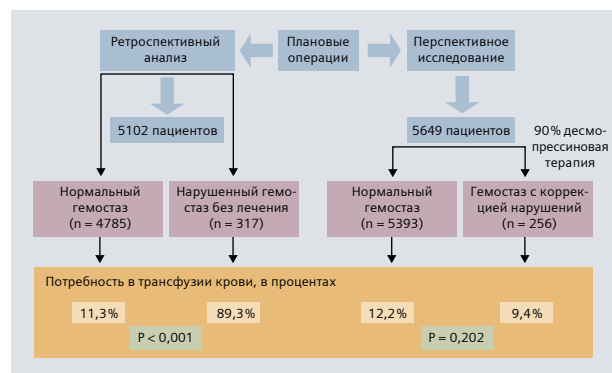 Ретроспективный
анализ
Плановые
операции
Перспективное
исследование
5102 пациентов
5649 пациентов
90% десмо-
прессиновая
терапия
Нормальный
гемостаз
(n = 4785)
Нарушенный гемо-
стаз без лечения
(n = 317)
Нормальный
гемостаз
(n = 5393)
Гемостаз с коррек-
цией нарушений
(n = 256)
Потребность в трансфузии крови, в процентах
11,3%
89,3%
12,2%
9,4%
P < 0,001
P = 0,202